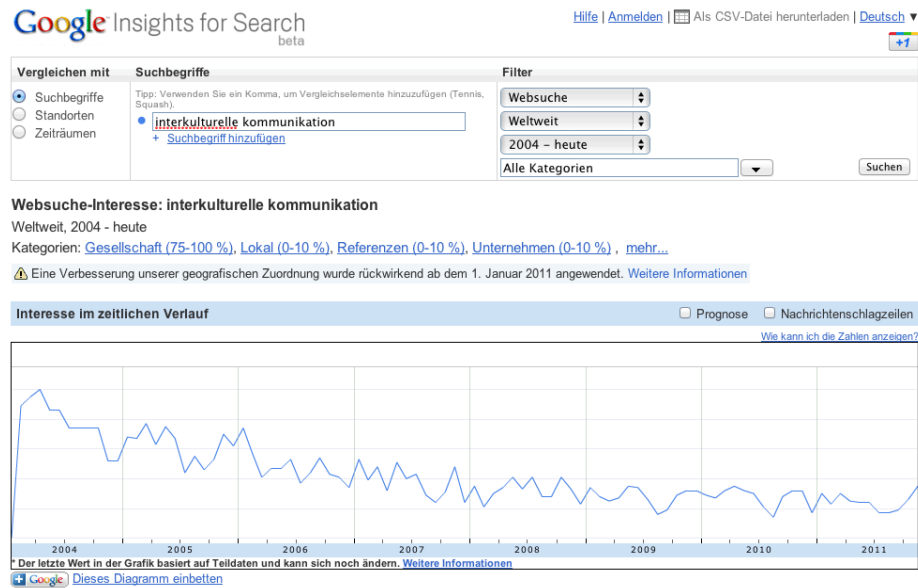 Google Insights for Search
beta
Hilfe | Anmelden | Als CSV-Datei herunterladen | Deutsch ▼
+1
Vergleichen mit
Suchbegriffe
Standorten
Zeiträumen
Suchbegriffe
Tipp: Verwenden Sie ein Komma, um Vergleichselemente hinzuzufügen (Tennis,
Squash).
interkulturelle kommunikation
+ Suchbegriff hinzufügen
Filter
Websuche
Weltweit
2004 – heute
Alle Kategorien
Suchen
Websuche-Interesse: interkulturelle kommunikation
Weltweit, 2004 - heute
Kategorien: Gesellschaft (75-100 %), Lokal (0-10 %), Referenzen (0-10 %), Unternehmen (0-10 %) , mehr...
Eine Verbesserung unserer geografischen Zuordnung wurde rückwirkend ab dem 1. Januar 2011 angewendet. Weitere Informationen
Interesse im zeitlichen Verlauf
Prognose
Nachrichtenschlagzeilen
Wie kann ich die Zahlen anzeigen?
2004 2005 2006 2007 2008 2009 2010 2011
* Der letzte Wert in der Grafik basiert auf Teildaten und kann sich noch ändern. Weitere Informationen
+ Google Dieses Diagramm einbetten